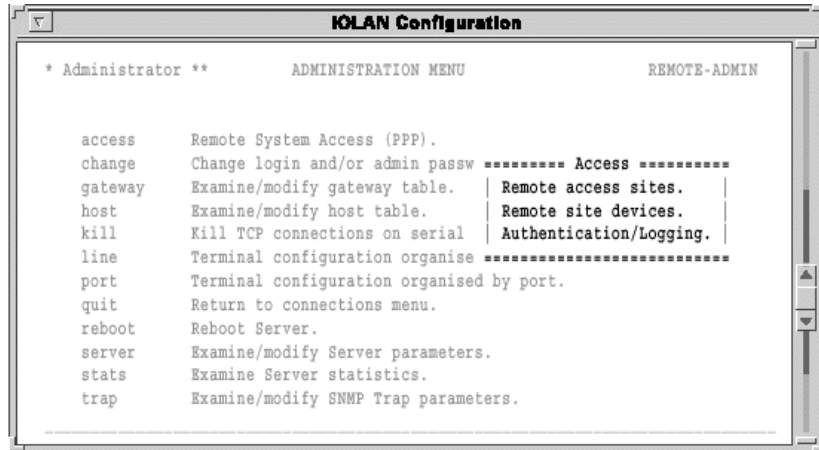 IOLAN Configuration
* Administrator ** ADMINISTRATION MENU REMOTE-ADMIN
access Remote System Access (PPP).
change Change login and/or admin passw ========= Access ==========
gateway Examine/modify gateway table. | Remote access sites. |
host Examine/modify host table. | Remote site devices. |
kill Kill TCP connections on serial | Authentication/Logging. |
line Terminal configuration organise ===========================
port Terminal configuration organised by port.
quit Return to connections menu.
reboot Reboot Server.
server Examine/modify Server parameters.
stats Examine Server statistics.
trap Examine/modify SNMP Trap parameters.